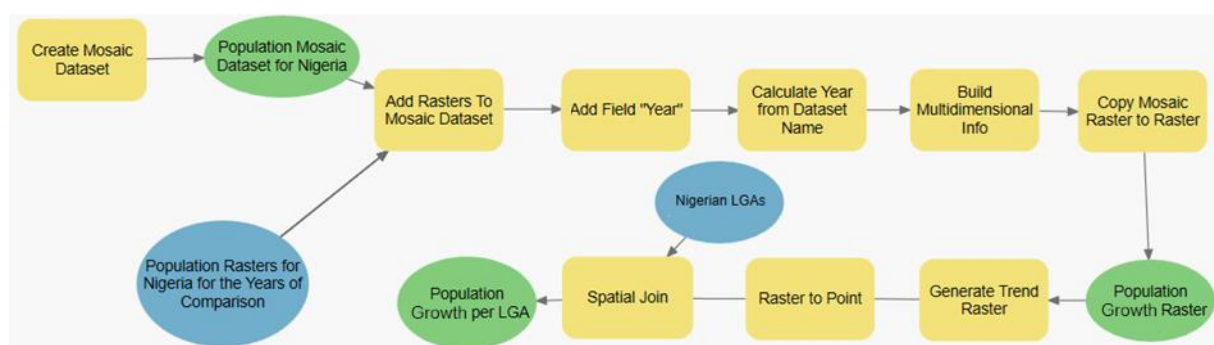 Create Mosaic
Dataset
Population Mosaic
Dataset for Nigeria
Add Rasters To
Mosaic Dataset
Add Field "Year"
Calculate Year
from Dataset
Name
Build
Multidimensional
Info
Copy Mosaic
Raster to Raster
Population Rasters for
Nigeria for the Years of
Comparison
Nigerian LGAs
Population
Growth per LGA
Spatial Join
Raster to Point
Generate Trend
Raster
Population
Growth Raster